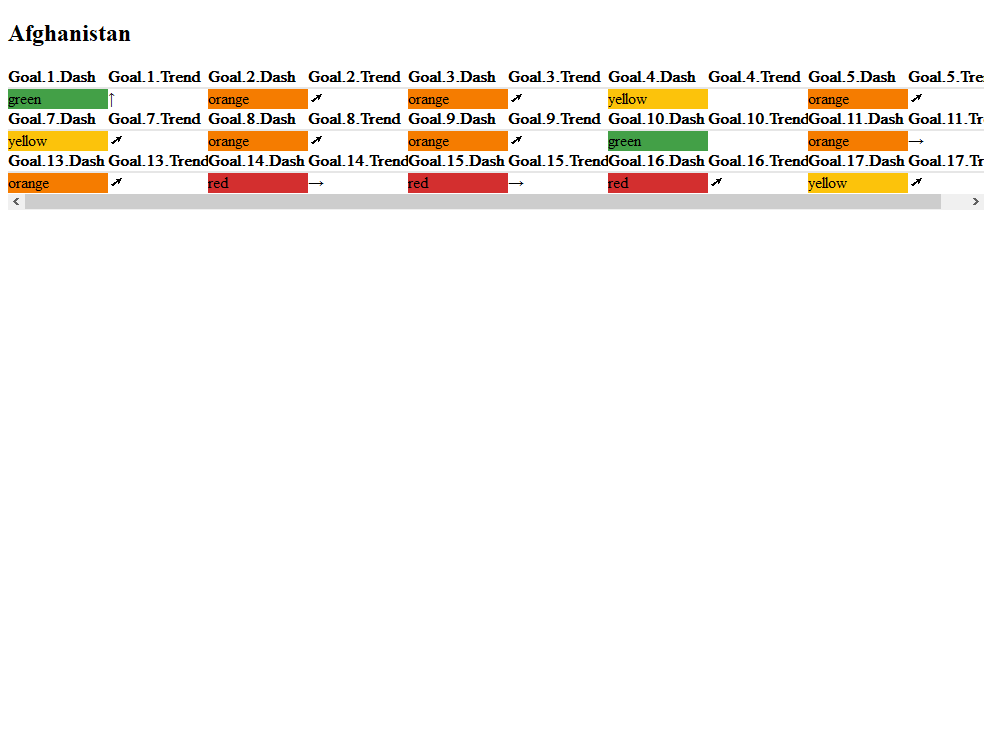 Afghanistan
Goal.1.Dash Goal.1.Trend Goal.2.Dash Goal.2.Trend Goal.3.Dash Goal.3.Trend Goal.4.Dash Goal.4.Trend Goal.5.Dash Goal.5.Tre
green ↑ orange ➚ orange ➚ yellow orange ➚
Goal.7.Dash Goal.7.Trend Goal.8.Dash Goal.8.Trend Goal.9.Dash Goal.9.Trend Goal.10.Dash Goal.10.Trend Goal.11.Dash Goal.11.Tr
yellow ➚ orange ➚ orange ➚ green orange →
Goal.13.Dash Goal.13.Trend Goal.14.Dash Goal.14.Trend Goal.15.Dash Goal.15.Trend Goal.16.Dash Goal.16.Trend Goal.17.Dash Goal.17.Tr
orange ➚ red → red → red ➚ yellow ➚